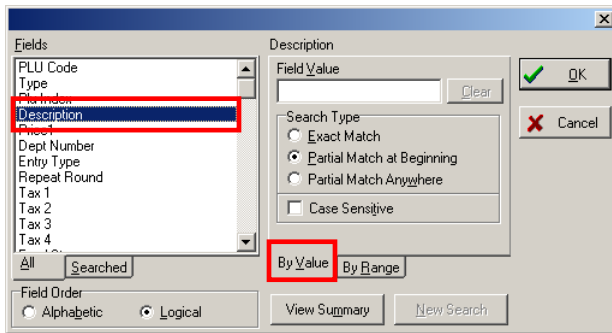 Fields
PLU Code
Type
Plu Index
Description
Price1
Dept Number
Entry Type
Repeat Round
Tax 1
Tax 2
Tax 3
Tax 4
All
Searched
Field Order
Alphabetic
Logical
Description
Field Value
Clear
Search Type
Exact Match
Partial Match at Beginning
Partial Match Anywhere
Case Sensitive
By Value
By Range
View Summary
New Search
OK
Cancel